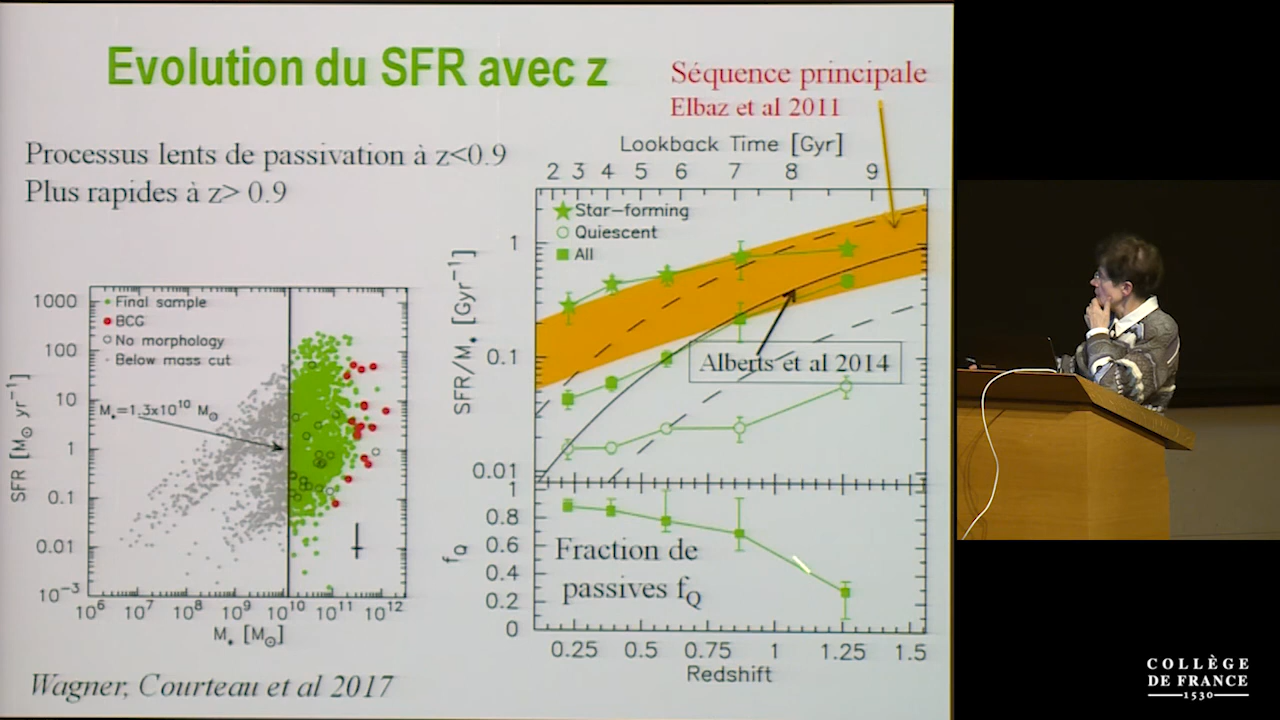 Evolution du SFR avec z
Séquence principale
Elbaz et al 2011
Processus lents de passivation à z<0.9
Plus rapides à z> 0.9
Lookback Time [Gyr]
2 3 4 5 6 7 8 9
Star-forming
Quiescent
All
1
0.1
0.01
SFR/M⋆ [Gyr⁻¹]
Alberts et al 2014
1
0.8
0.6
0.4
0.2
0
f_Q
Fraction de
passives f_Q
0.25 0.5 0.75 1 1.25 1.5
Redshift
Final sample
BCG
No morphology
Below mass cut
M⋆=1.3x10¹⁰ M⊙
1000
100
10
1
0.1
0.01
10⁻³
SFR [M⊙ yr⁻¹]
10⁶ 10⁷ 10⁸ 10⁹ 10¹⁰ 10¹¹ 10¹²
M⋆ [M⊙]
Wagner, Courteau et al 2017
COLLÈGE
DE FRANCE
1530